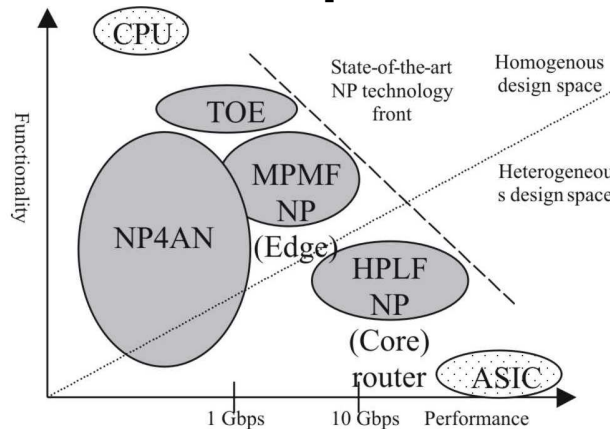 CPU
State-of-the-art
NP technology
front
Homogenous
design space
TOE
Functionality
MPMF
NP
(Edge)
Heterogeneou
s design space
NP4AN
HPLF
NP
(Core)
router
ASIC
1 Gbps
10 Gbps
Performance